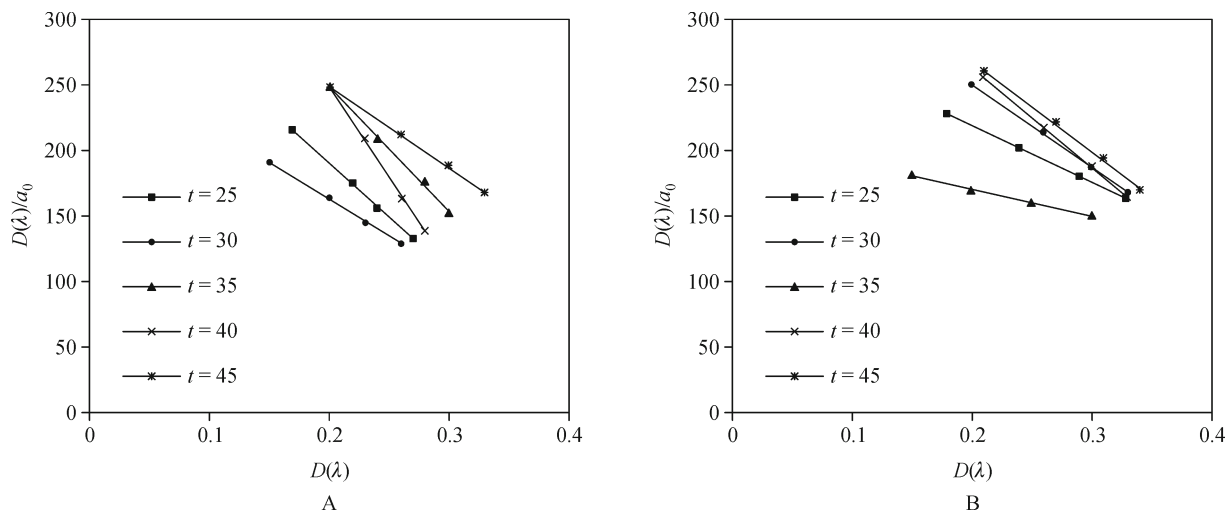 300
250
200
150
100
50
0
D(λ)/a₀
t = 25
t = 30
t = 35
t = 40
t = 45
0
0.1
0.2
0.3
0.4
D(λ)
A
300
250
200
150
100
50
0
D(λ)/a₀
t = 25
t = 30
t = 35
t = 40
t = 45
0
0.1
0.2
0.3
0.4
D(λ)
B